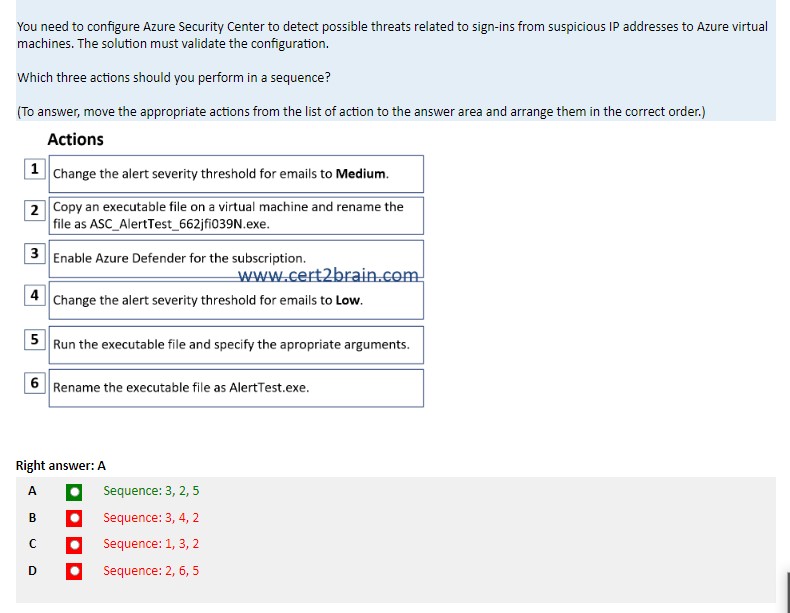 You need to configure Azure Security Center to detect possible threats related to sign-ins from suspicious IP addresses to Azure virtual
machines. The solution must validate the configuration.
Which three actions should you perform in a sequence?
(To answer, move the appropriate actions from the list of action to the answer area and arrange them in the correct order.)
Actions
1 Change the alert severity threshold for emails to Medium.
2 Copy an executable file on a virtual machine and rename the
file as ASC_AlertTest_662jfi039N.exe.
3 Enable Azure Defender for the subscription.
www.cert2brain.com
4 Change the alert severity threshold for emails to Low.
5 Run the executable file and specify the apropriate arguments.
6 Rename the executable file as AlertTest.exe.
Right answer: A
A Sequence: 3, 2, 5
B Sequence: 3, 4, 2
C Sequence: 1, 3, 2
D Sequence: 2, 6, 5